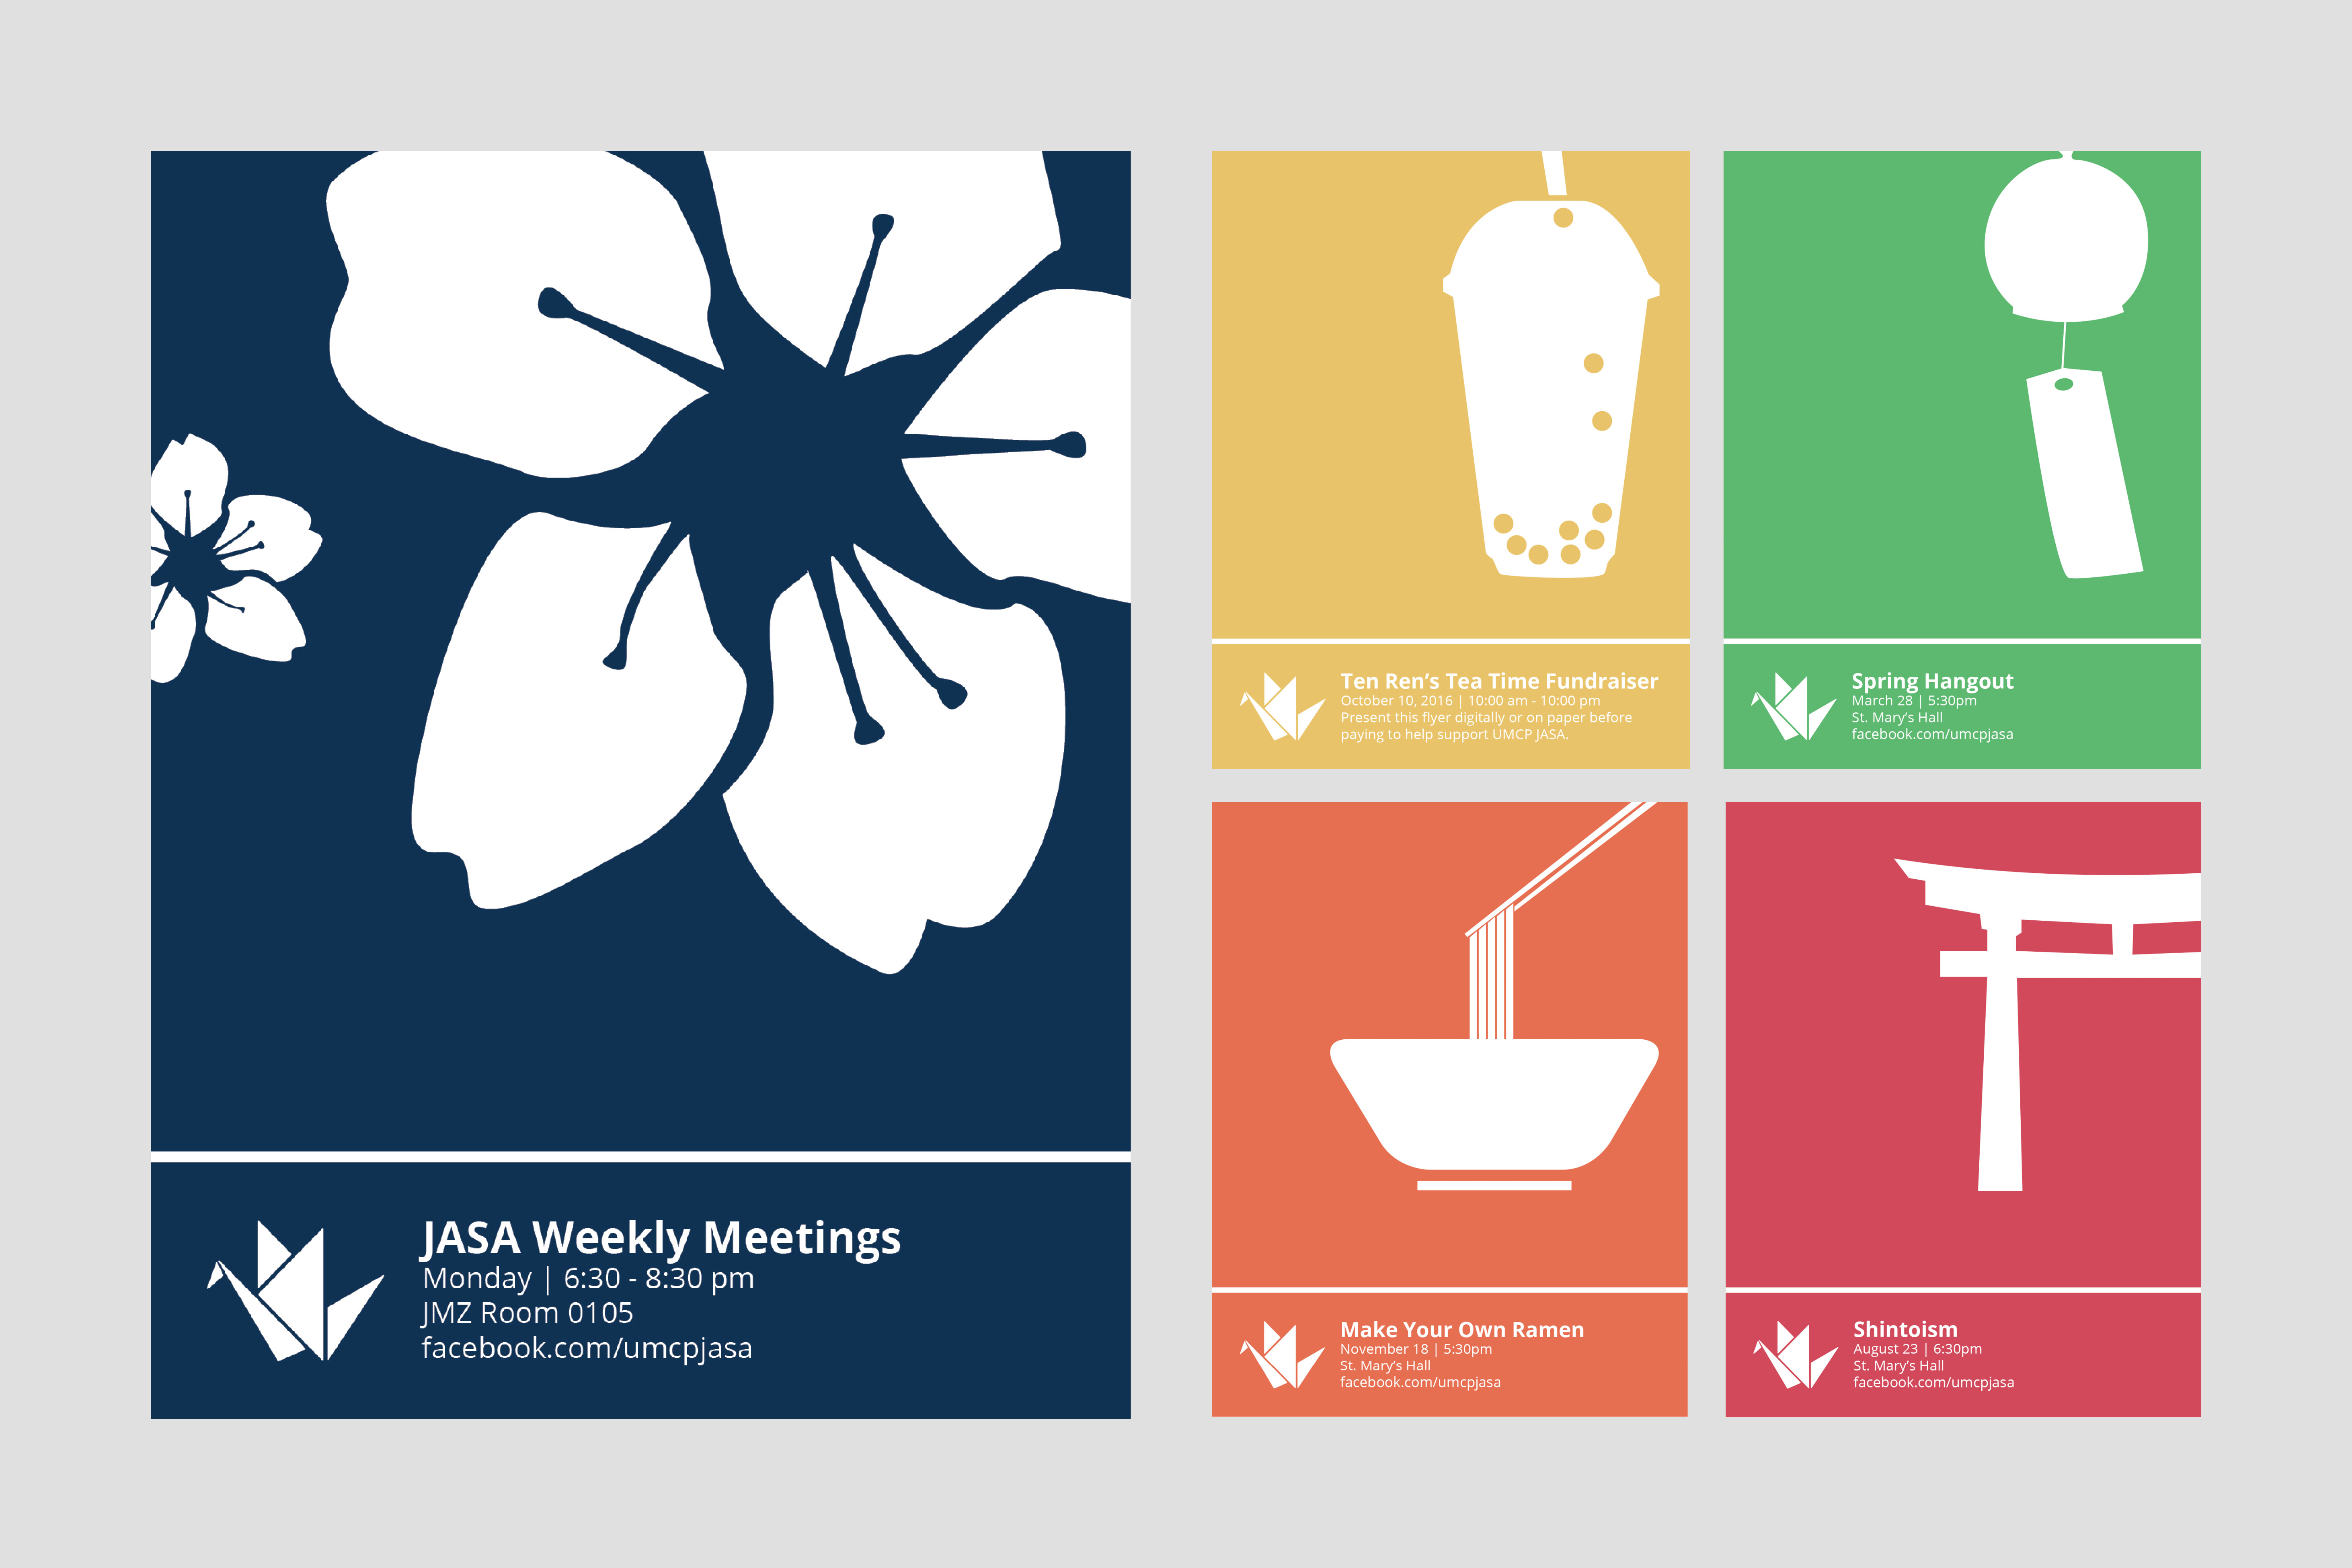 JASA Weekly Meetings
Monday | 6:30 - 8:30 pm
JMZ Room 0105
facebook.com/umcpjasa
Ten Ren’s Tea Time Fundraiser
October 10, 2016 | 10:00 am - 10:00 pm
Present this flyer digitally or on paper before
paying to help support UMCP JASA.
Spring Hangout
March 28 | 5:30pm
St. Mary’s Hall
facebook.com/umcpjasa
Make Your Own Ramen
November 18 | 5:30pm
St. Mary’s Hall
facebook.com/umcpjasa
Shintoism
August 23 | 6:30pm
St. Mary’s Hall
facebook.com/umcpjasa